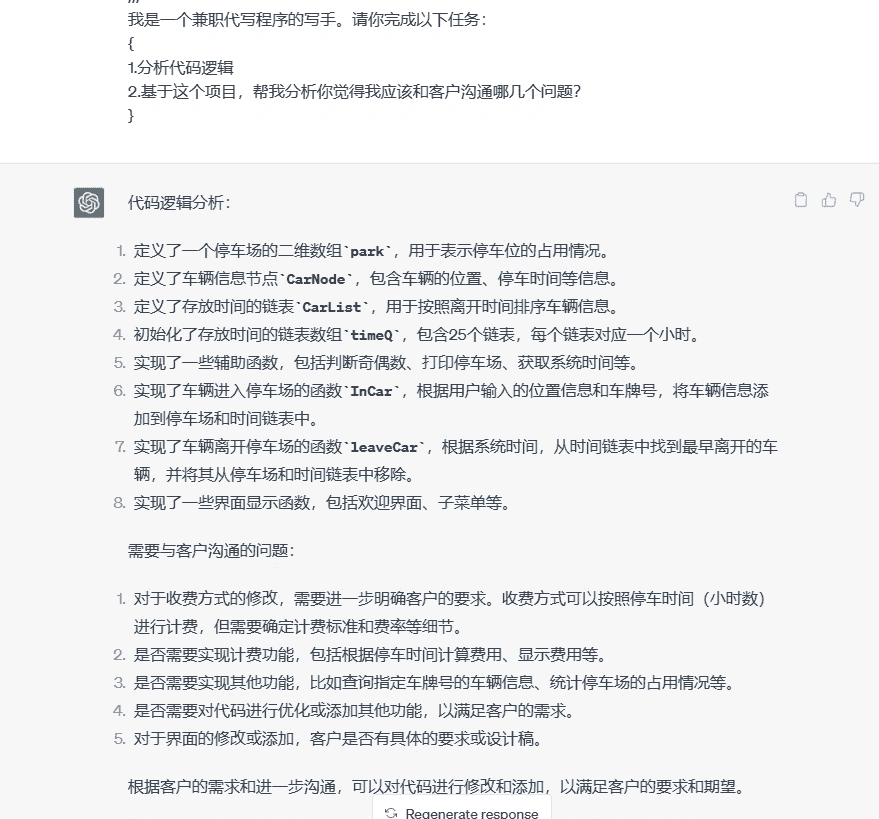 我是一个兼职代写程序的写手。请你完成以下任务：
{
1.分析代码逻辑
2.基于这个项目，帮我分析你觉得我应该和客户沟通哪几个问题？
}
代码逻辑分析：
1. 定义了一个停车场的二维数组`park`，用于表示停车位的占用情况。
2. 定义了车辆信息节点`CarNode`，包含车辆的位置、停车时间等信息。
3. 定义了存放时间的链表`CarList`，用于按照离开时间排序车辆信息。
4. 初始化了存放时间的链表数组`timeQ`，包含25个链表，每个链表对应一个小时。
5. 实现了一些辅助函数，包括判断奇偶数、打印停车场、获取系统时间等。
6. 实现了车辆进入停车场的函数`InCar`，根据用户输入的位置信息和车牌号，将车辆信息添
加到停车场和时间链表中。
7. 实现了车辆离开停车场的函数`leaveCar`，根据系统时间，从时间链表中找到最早离开的车
辆，并将其从停车场和时间链表中移除。
8. 实现了一些界面显示函数，包括欢迎界面、子菜单等。
需要与客户沟通的问题：
1. 对于收费方式的修改，需要进一步明确客户的要求。收费方式可以按照停车时间（小时数）
进行计费，但需要确定计费标准和费率等细节。
2. 是否需要实现计费功能，包括根据停车时间计算费用、显示费用等。
3. 是否需要实现其他功能，比如查询指定车牌号的车辆信息、统计停车场的占用情况等。
4. 是否需要对代码进行优化或添加其他功能，以满足客户的需求。
5. 对于界面的修改或添加，客户是否有具体的要求或设计稿。
根据客户的需求和进一步沟通，可以对代码进行修改和添加，以满足客户的要求和期望。
Regenerate response